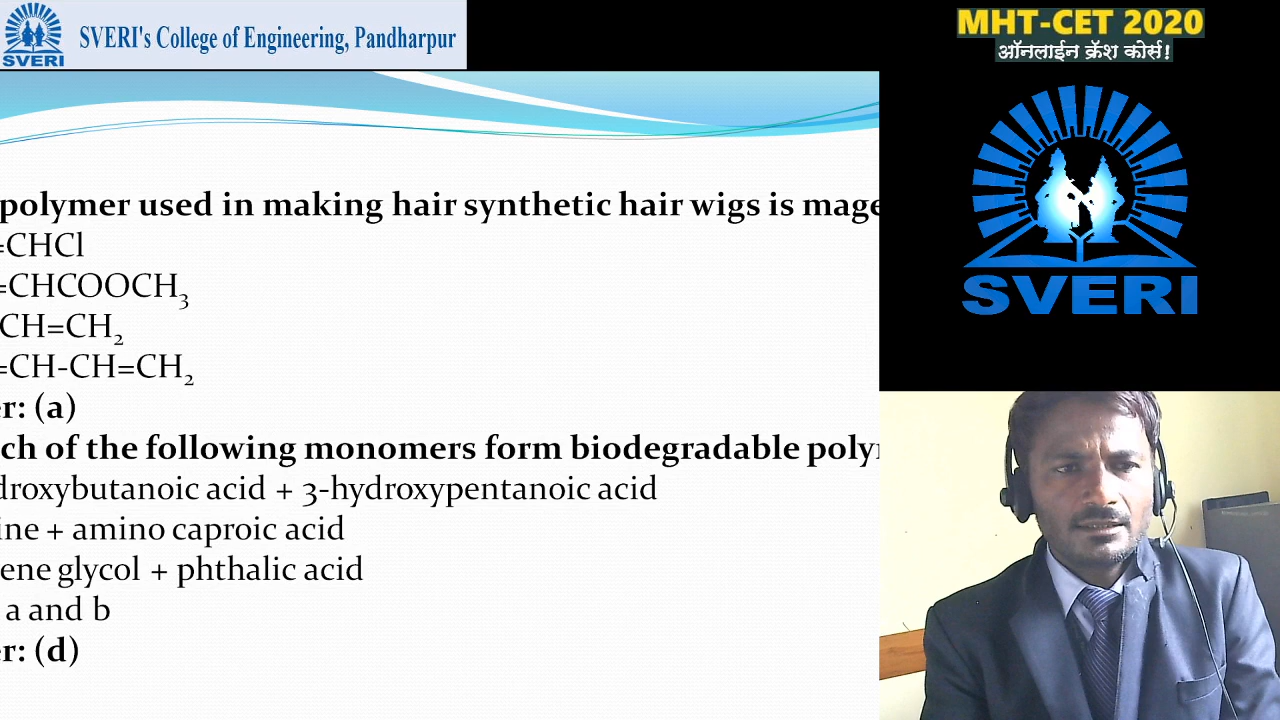 SVERI
SVERI's College of Engineering, Pandharpur
MHT-CET 2020
ऑनलाईन क्रॅश कोर्स!
SVERI
polymer used in making hair synthetic hair wigs is mage
=CHCl
=CHCOOCH₃
CH=CH₂
=CH-CH=CH₂
er: (a)
ch of the following monomers form biodegradable poly
droxybutanoic acid + 3-hydroxypentanoic acid
ine + amino caproic acid
ene glycol + phthalic acid
a and b
er: (d)